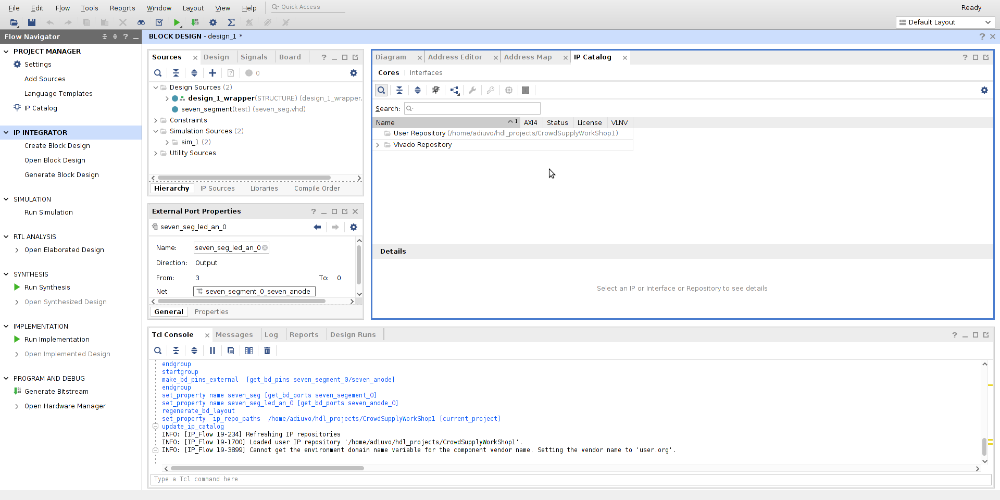 File Edit Flow Tools Reports Window Layout View Help Quick Access Ready
Default Layout
Flow Navigator
PROJECT MANAGER
Settings
Add Sources
Language Templates
IP Catalog
IP INTEGRATOR
Create Block Design
Open Block Design
Generate Block Design
SIMULATION
Run Simulation
RTL ANALYSIS
Open Elaborated Design
SYNTHESIS
Run Synthesis
Open Synthesized Design
IMPLEMENTATION
Run Implementation
Open Implemented Design
PROGRAM AND DEBUG
Generate Bitstream
Open Hardware Manager
BLOCK DESIGN - design_1 *
Sources Design Signals Board
0
Design Sources (2)
design_1_wrapper(STRUCTURE) (design_1_wrapper.
seven_segment(test) (seven_seg.vhd)
Constraints
Simulation Sources (2)
sim_1 (2)
Utility Sources
Hierarchy IP Sources Libraries Compile Order
External Port Properties
seven_seg_led_an_0
Name: seven_seg_led_an_0
Direction: Output
From: 3 To: 0
Net seven_segment_0_seven_anode
General Properties
Diagram Address Editor Address Map IP Catalog
Cores | Interfaces
Search:
Name 1 AXI4 Status License VLNV
User Repository (/home/adiuvo/hdl_projects/CrowdSupplyWorkShop1)
Vivado Repository
Details
Select an IP or Interface or Repository to see details
Tcl Console Messages Log Reports Design Runs
endgroup
startgroup
make_bd_pins_external  [get_bd_pins seven_segment_0/seven_anode]
endgroup
set_property name seven_seg [get_bd_ports seven_segement_0]
set_property name seven_seg_led_an_0 [get_bd_ports seven_anode_0]
regenerate_bd_layout
set_property  ip_repo_paths  /home/adiuvo/hdl_projects/CrowdSupplyWorkShop1 [current_project]
update_ip_catalog
INFO: [IP_Flow 19-234] Refreshing IP repositories
INFO: [IP_Flow 19-1700] Loaded user IP repository '/home/adiuvo/hdl_projects/CrowdSupplyWorkShop1'.
INFO: [IP_Flow 19-3899] Cannot get the environment domain name variable for the component vendor name. Setting the vendor name to 'user.org'.
Type a Tcl command here